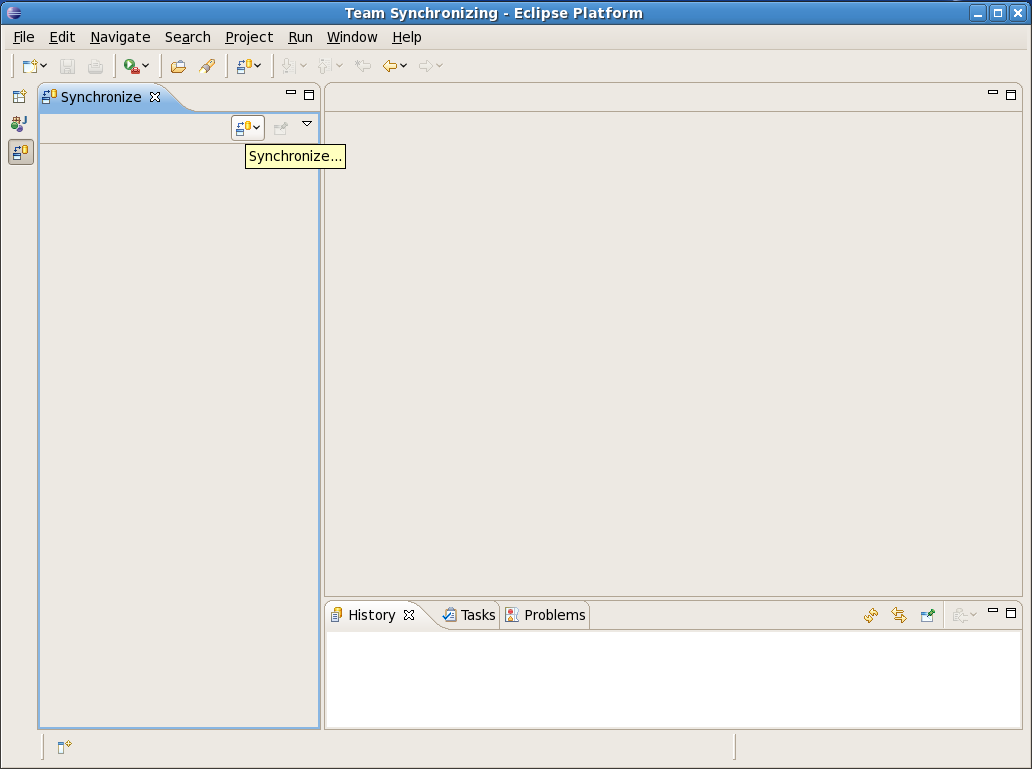 Team Synchronizing - Eclipse Platform
File Edit Navigate Search Project Run Window Help
Synchronize
Synchronize...
History Tasks Problems